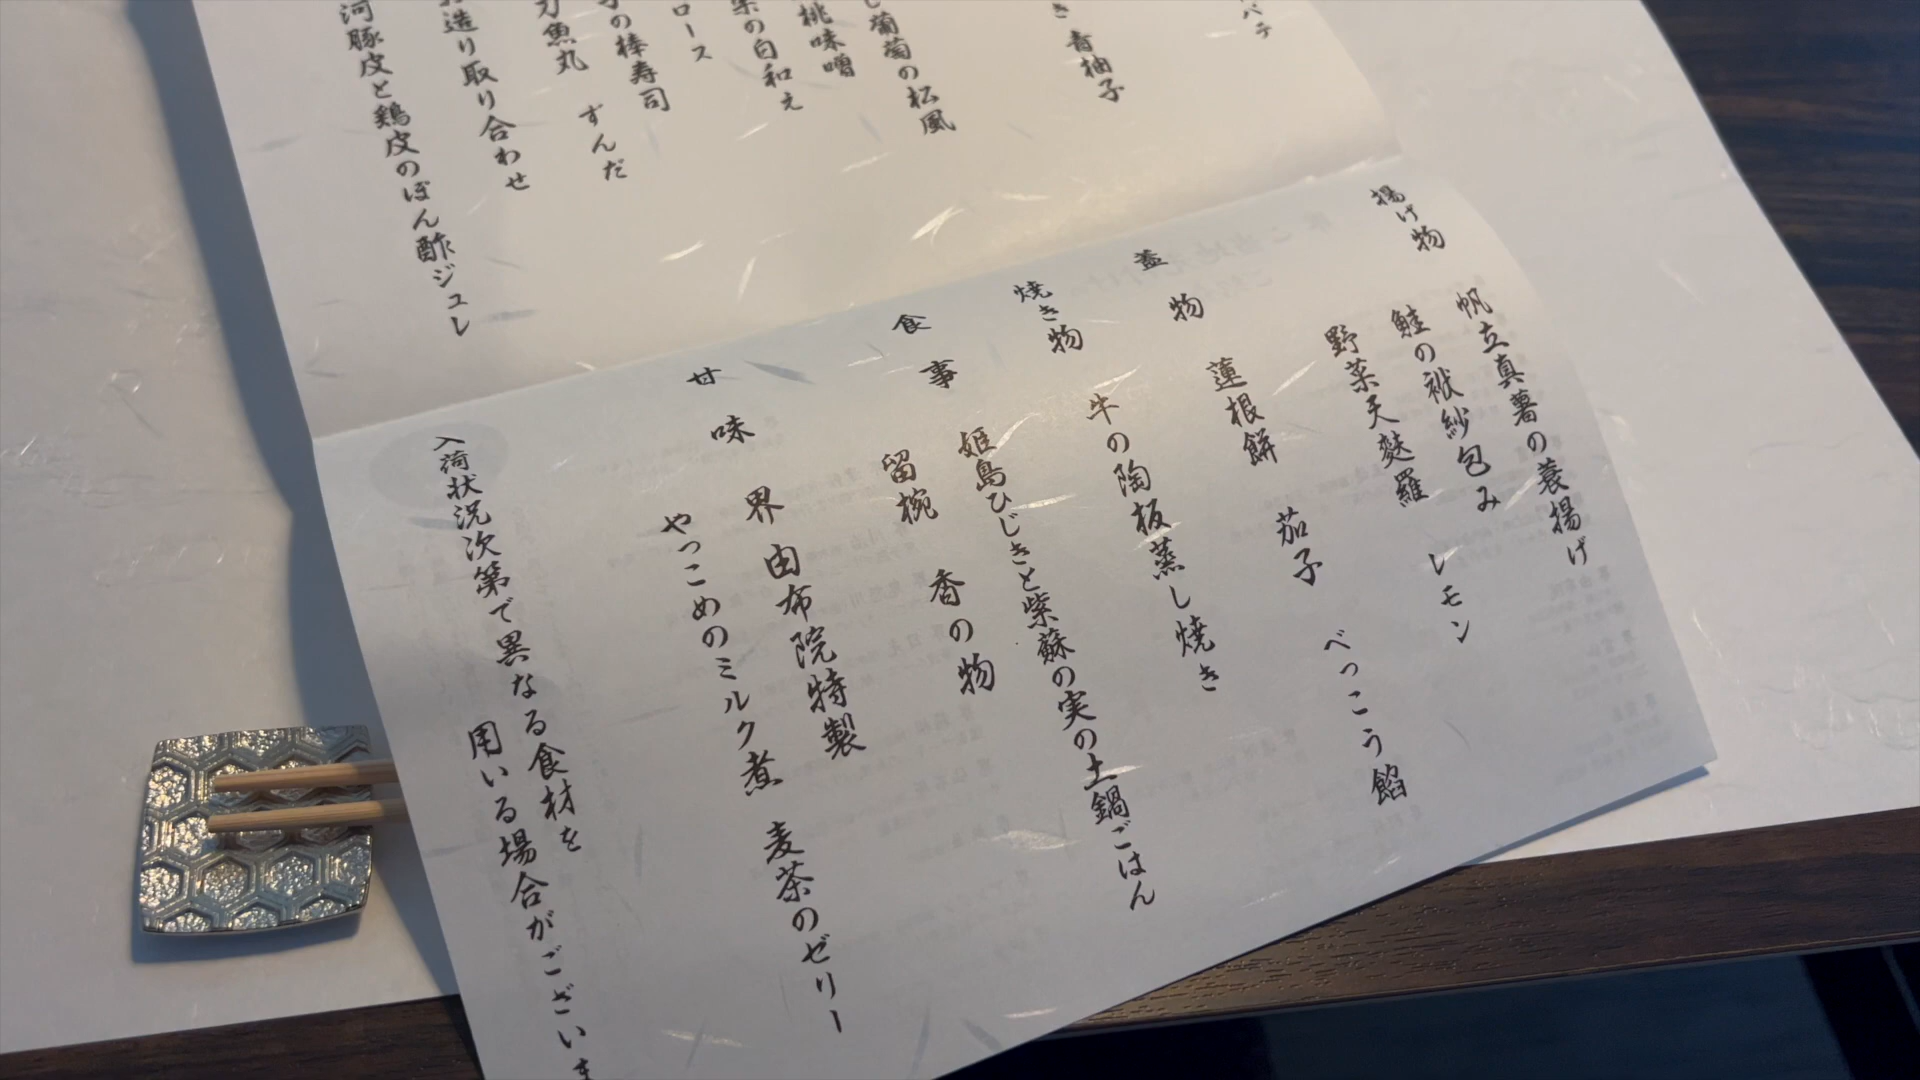 パテ
青柚子
葡萄の松風
桃味噌
の白和え
ロース
の棒寿司
魚丸 ずんだ
造り取り合わせ
河豚皮と鶏皮のぽん酢ジュレ
揚げ物
帆立真薯の蓑揚げ
鮭の袱紗包み レモン
野菜天麩羅
蓋物
蓮根餅 茄子 べっこう餡
焼き物
牛の陶板蒸し焼き
食事
姫島ひじきと紫蘇の実の土鍋ごはん
留椀 香の物
甘味
界 由布院特製
やっこめのミルク煮 麦茶のゼリー
入荷状況次第で異なる食材を
用いる場合がございま